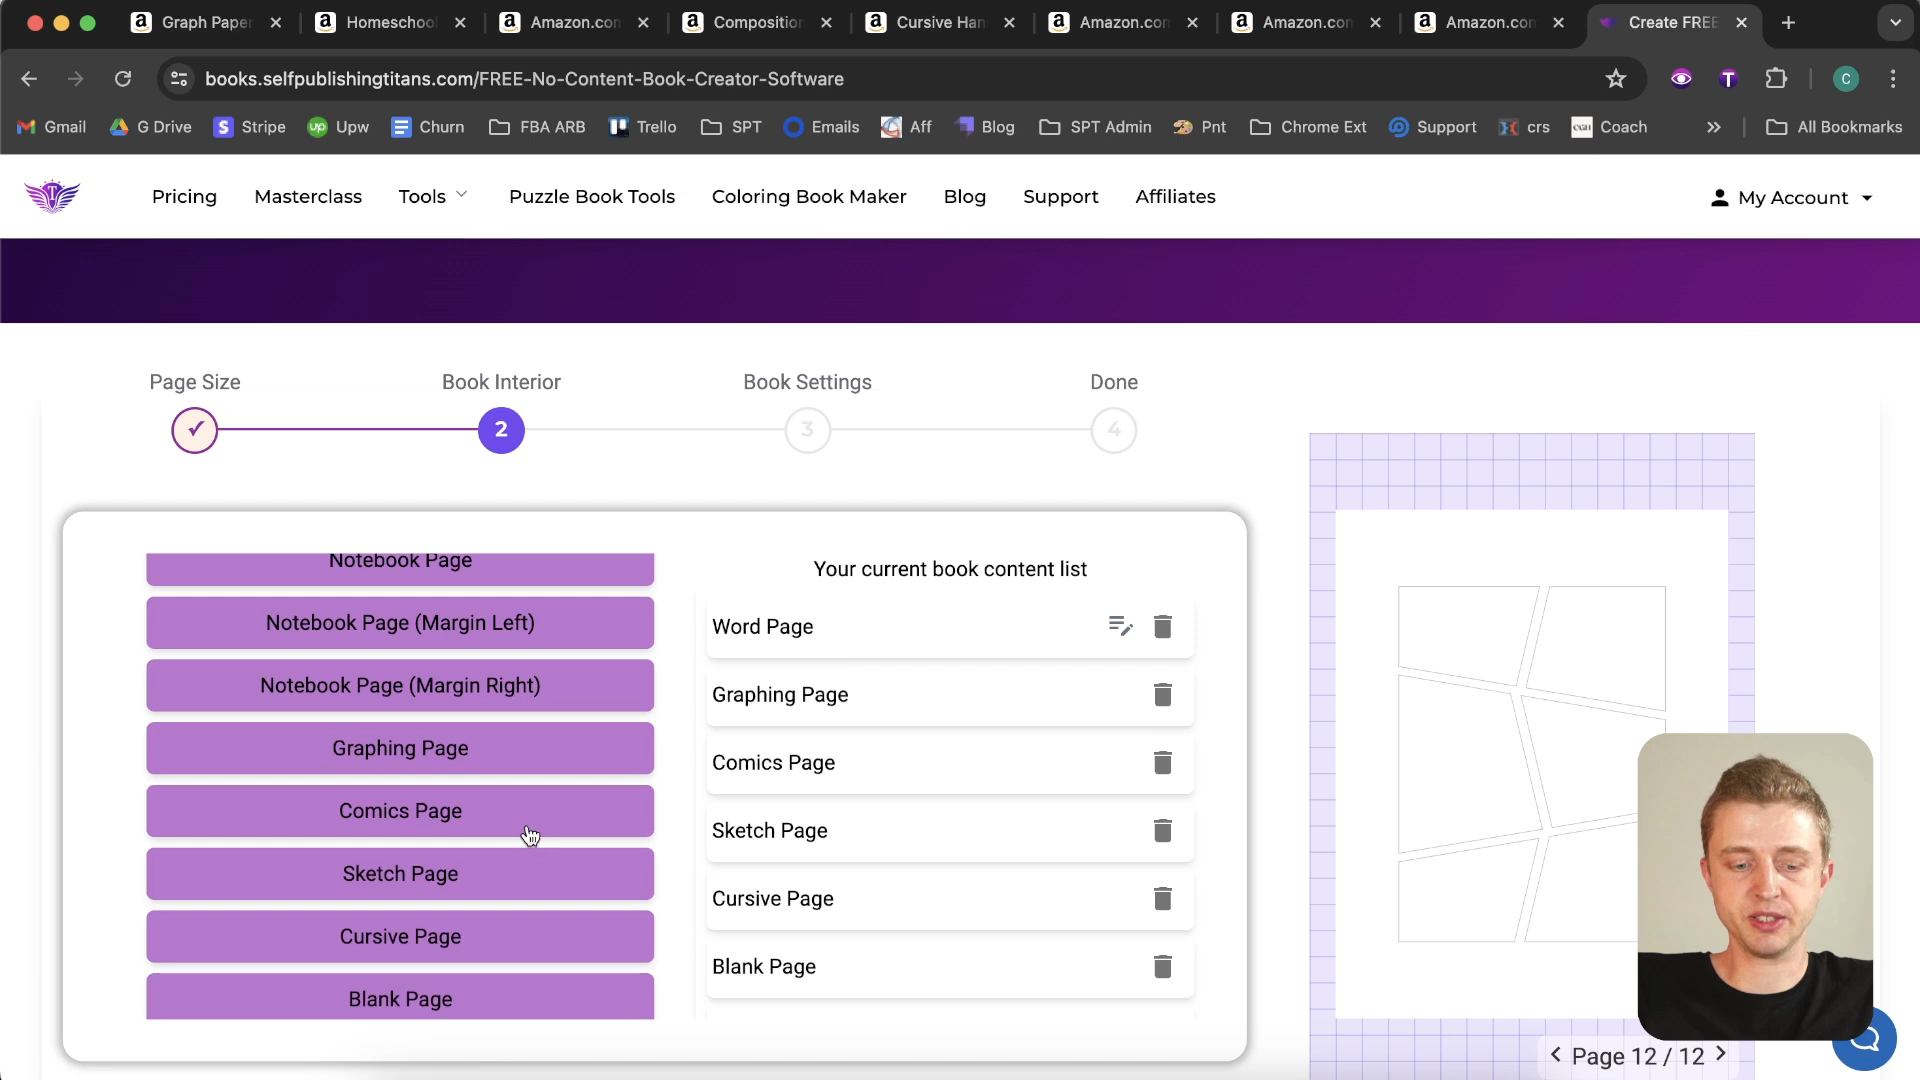 Graph Paper
Homeschool
Amazon.com
Composition
Cursive Han
Amazon.com
Amazon.com
Amazon.com
Create FREE
books.selfpublishingtitans.com/FREE-No-Content-Book-Creator-Software
T
C
Gmail
G Drive
Stripe
Upw
Churn
FBA ARB
Trello
SPT
Emails
Aff
Blog
SPT Admin
Pnt
Chrome Ext
Support
crs
Coach
All Bookmarks
Pricing
Masterclass
Tools
Puzzle Book Tools
Coloring Book Maker
Blog
Support
Affiliates
My Account
Page Size
Book Interior
Book Settings
Done
2
3
4
Notebook Page
Notebook Page (Margin Left)
Notebook Page (Margin Right)
Graphing Page
Comics Page
Sketch Page
Cursive Page
Blank Page
Your current book content list
Word Page
Graphing Page
Comics Page
Sketch Page
Cursive Page
Blank Page
Page 12 / 12